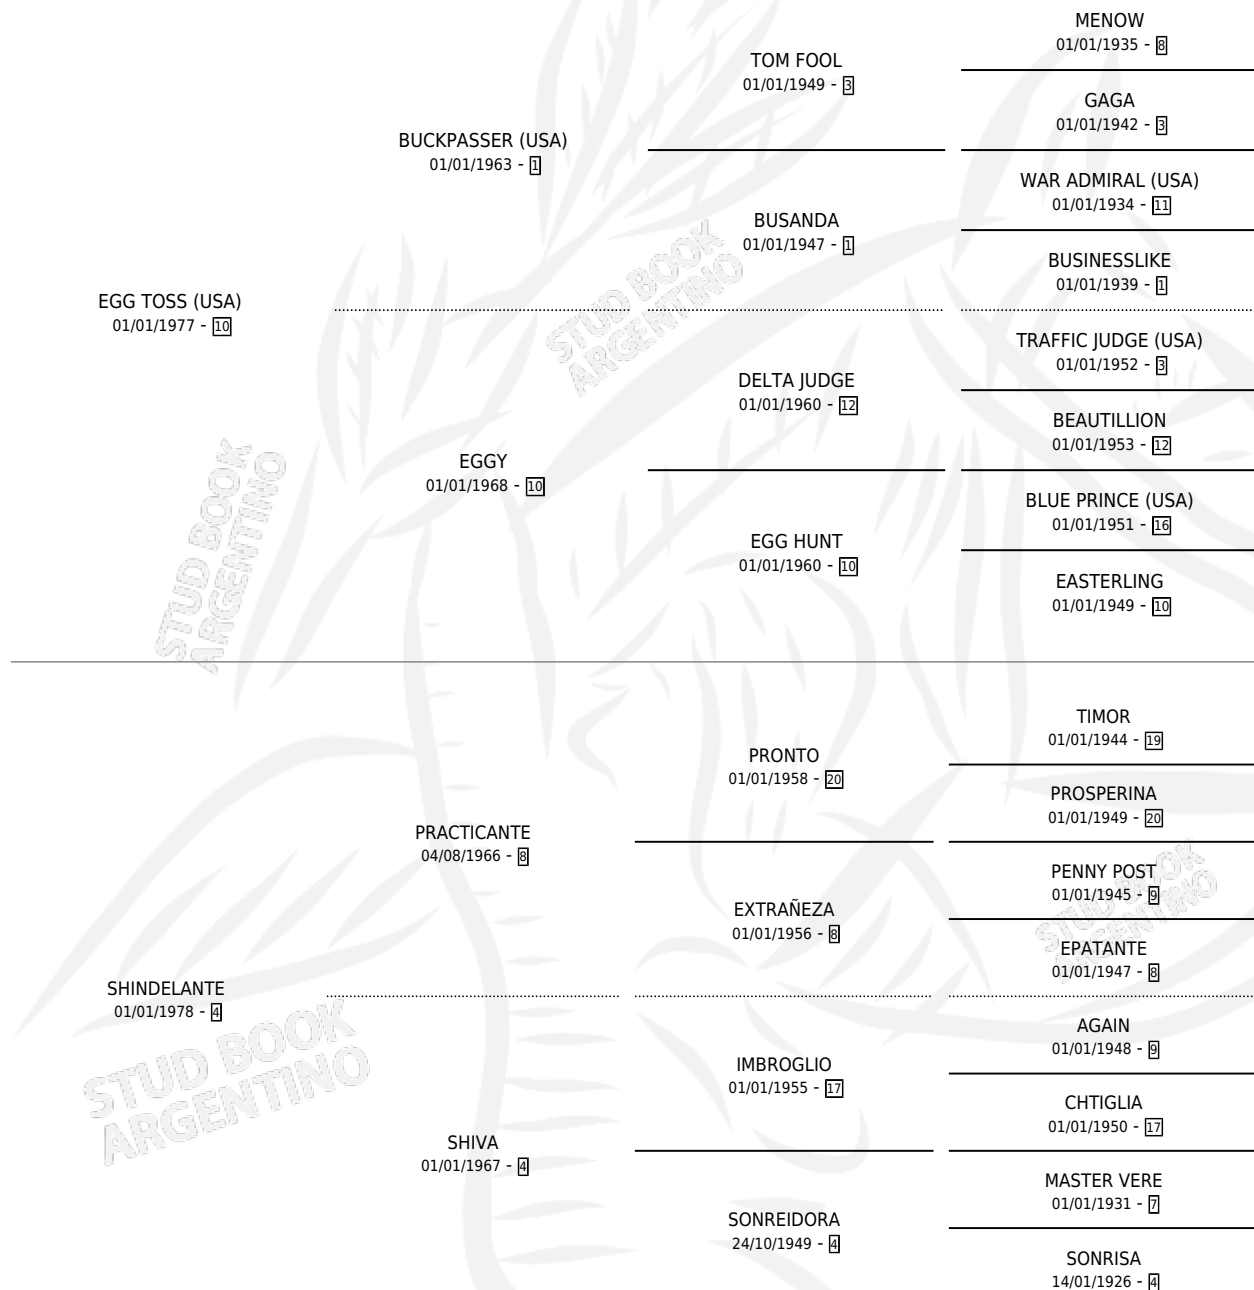 MENOW
01/01/1935 - 8
TOM FOOL
01/01/1949 - 3
GAGA
01/01/1942 - 3
BUCKPASSER (USA)
01/01/1963 - 1
WAR ADMIRAL (USA)
01/01/1934 - 11
BUSANDA
01/01/1947 - 1
BUSINESSLIKE
01/01/1939 - 1
EGG TOSS (USA)
01/01/1977 - 10
TRAFFIC JUDGE (USA)
01/01/1952 - 3
DELTA JUDGE
01/01/1960 - 12
BEAUTILLION
01/01/1953 - 12
EGGY
01/01/1968 - 10
BLUE PRINCE (USA)
01/01/1951 - 16
EGG HUNT
01/01/1960 - 10
EASTERLING
01/01/1949 - 10
STUD BOOK
ARGENTINO
STUD BOOK
ARGENTINO
TIMOR
01/01/1944 - 19
PRONTO
01/01/1958 - 20
PROSPERINA
01/01/1949 - 20
PRACTICANTE
04/08/1966 - 8
PENNY POST
01/01/1945 - 9
EXTRAÑEZA
01/01/1956 - 8
EPATANTE
01/01/1947 - 8
SHINDELANTE
01/01/1978 - 4
AGAIN
01/01/1948 - 9
IMBROGLIO
01/01/1955 - 17
CHTIGLIA
01/01/1950 - 17
SHIVA
01/01/1967 - 4
MASTER VERE
01/01/1931 - 7
SONREIDORA
24/10/1949 - 4
SONRISA
14/01/1926 - 4
STUD BOOK
ARGENTINO
STUD BOOK
ARGENTINO